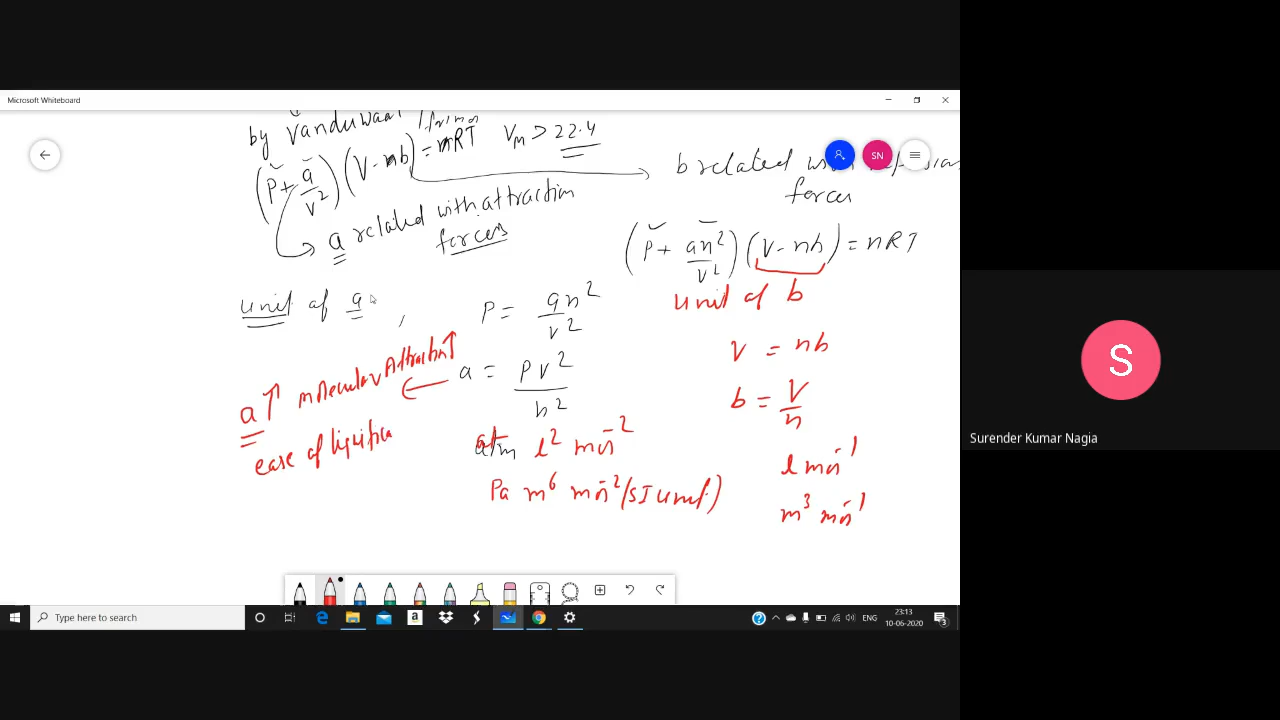 Microsoft Whiteboard
by Vanduwaal
(P + a/v²) (V - nb) = nRT Vm > 22.4
b related with forces
a related with attraction forces
(P + an²/v²) (V - nb) = nRT
unit of a, P = an²/v²
unit of b
V = nb
a = PV²/n²
b = V/n
a↑ molecular Attraction↑
ease of
atm l² mol⁻²
l mol⁻¹
Pa m⁶ mol⁻² (SI unit)
m³ mol⁻¹
SN
S
Surender Kumar Nagia
Type here to search
ENG
23:13
10-06-2020
3